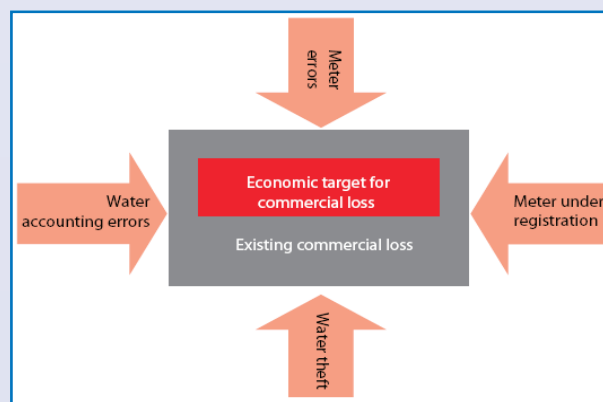 Meter
errors
Water
accounting errors
Economic target for
commercial loss
Existing commercial loss
Meter under
registration
Water theft